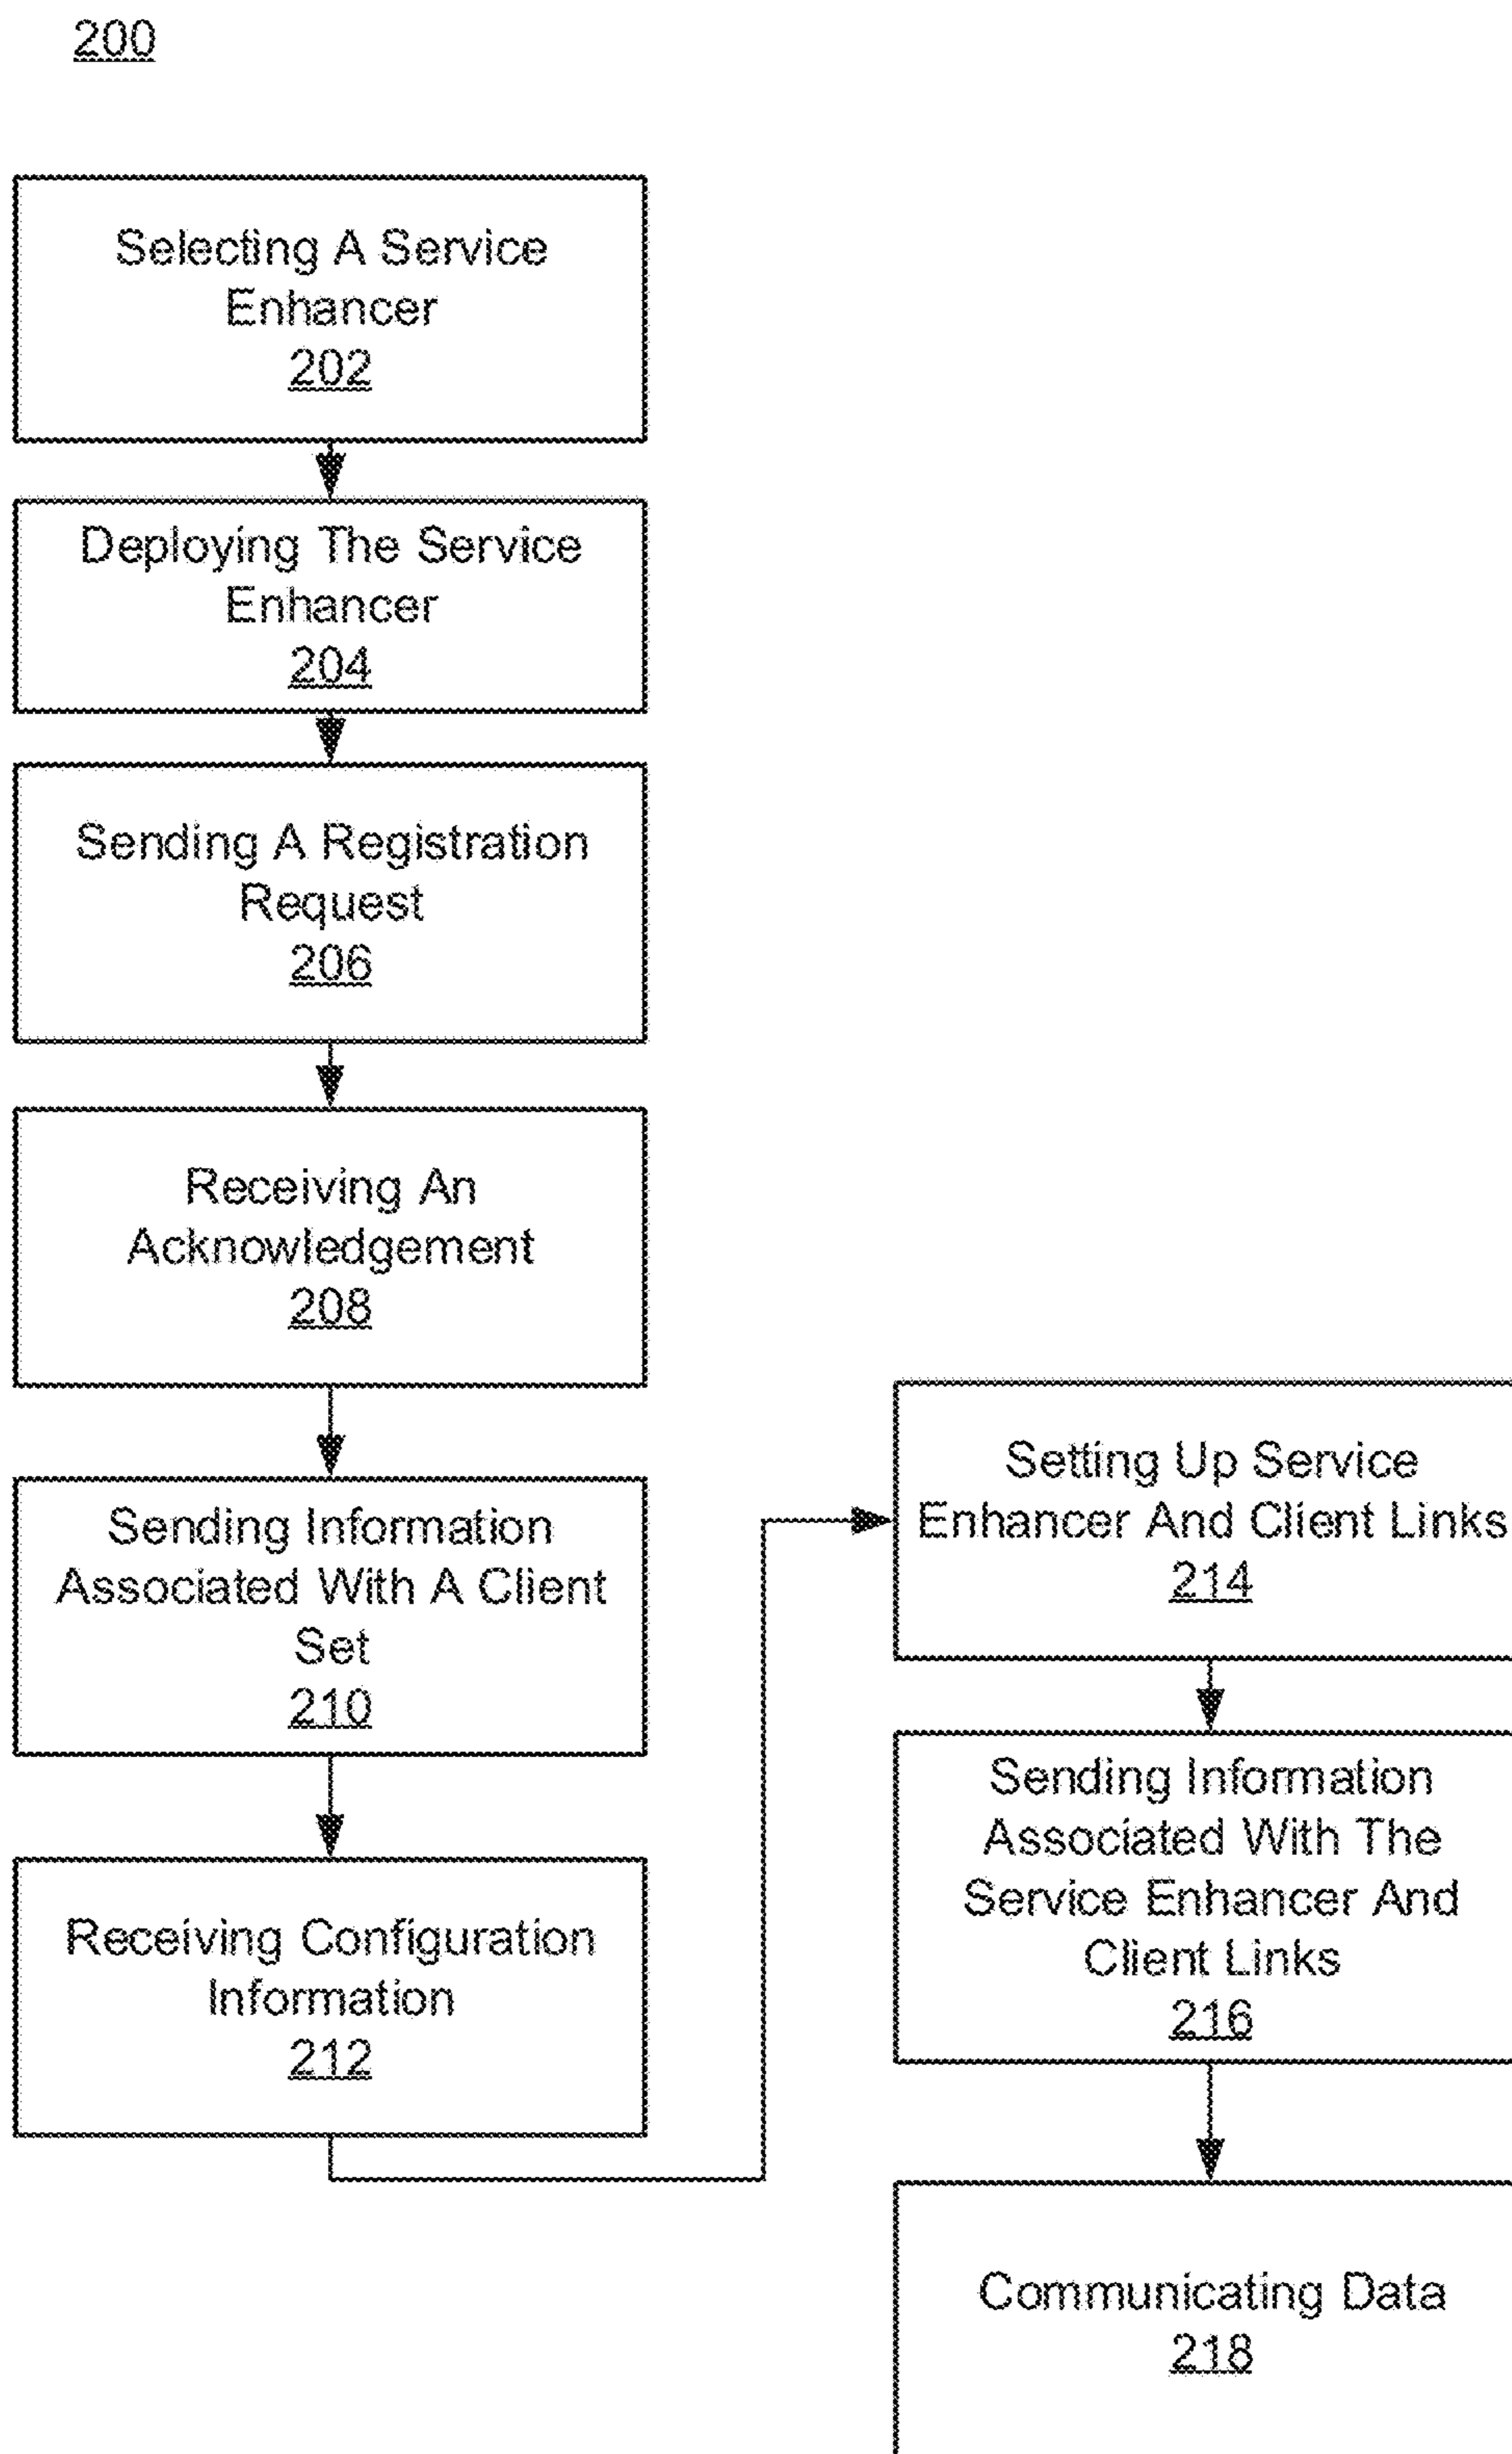 200
Selecting A Service
Enhancer
202
Deploying The Service
Enhancer
204
Sending A Registration
Request
206
Receiving An
Acknowledgement
208
Sending Information
Associated With A Client
Set
210
Receiving Configuration
Information
212
Setting Up Service
Enhancer And Client Links
214
Sending Information
Associated With The
Service Enhancer And
Client Links
216
Communicating Data
218